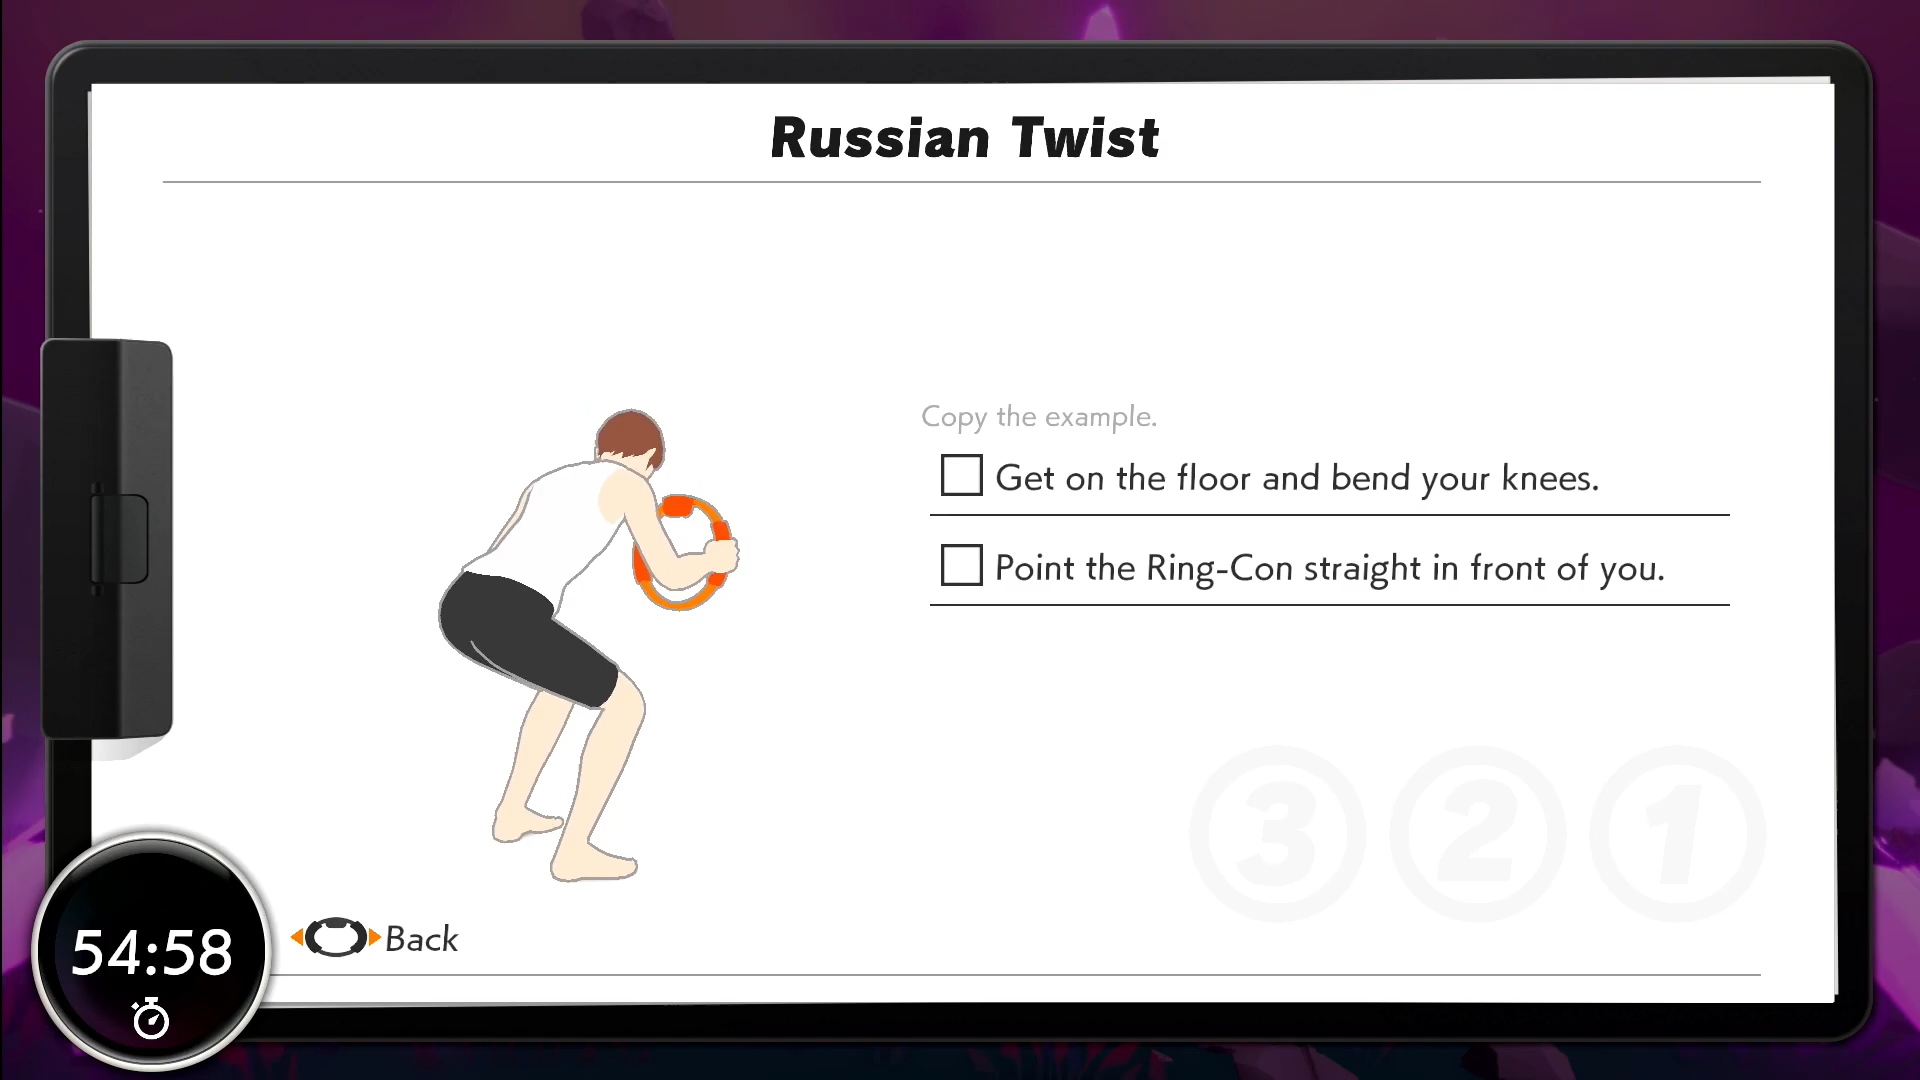 Russian Twist
Copy the example.
Get on the floor and bend your knees.
Point the Ring-Con straight in front of you.
3 2 1
Back
54:58